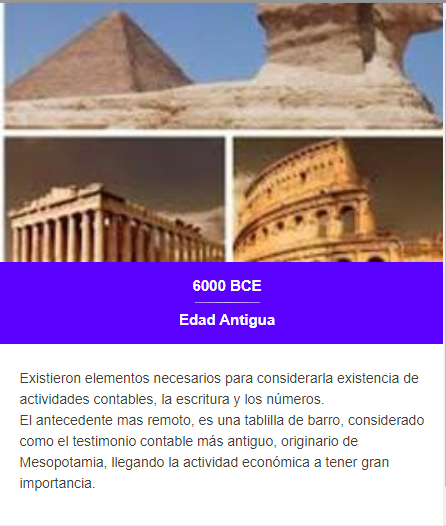 6000 BCE
Edad Antigua
Existieron elementos necesarios para considerarla existencia de
actividades contables, la escritura y los números.
El antecedente mas remoto, es una tablilla de barro, considerado
como el testimonio contable más antiguo, originario de
Mesopotamia, llegando la actividad económica a tener gran
importancia.